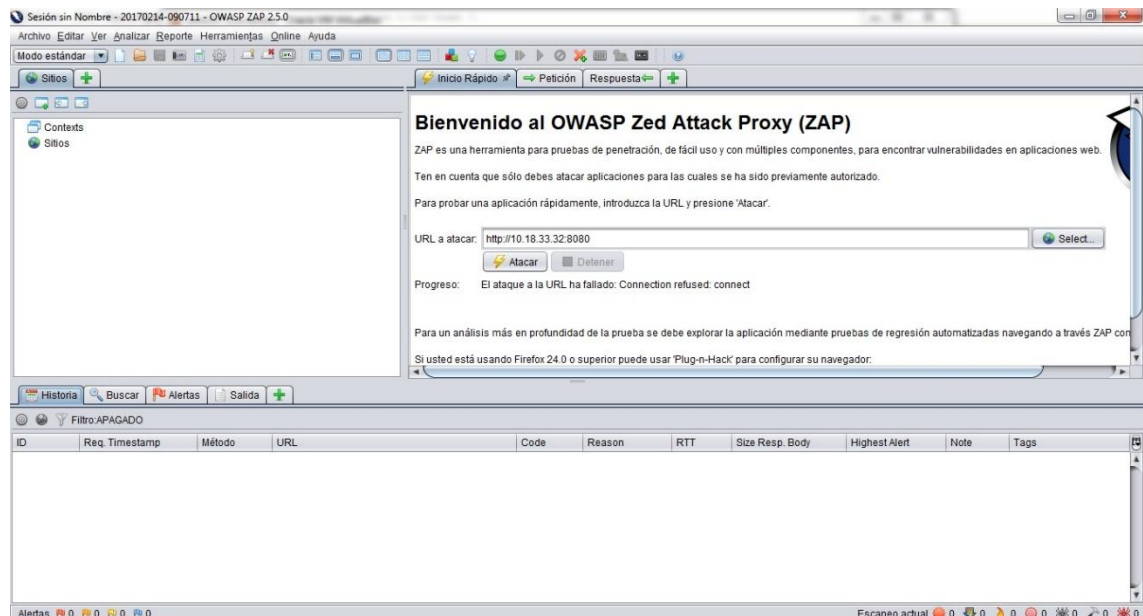 Sesión sin Nombre - 20170214-090711 - OWASP ZAP 2.5.0
Archivo Editar Ver Analizar Reporte Herramientas Online Ayuda
Modo estándar
Sitios
Inicio Rápido Petición Respuesta
Contexts
Sitios
Bienvenido al OWASP Zed Attack Proxy (ZAP)
ZAP es una herramienta para pruebas de penetración, de fácil uso y con múltiples componentes, para encontrar vulnerabilidades en aplicaciones web.
Ten en cuenta que sólo debes atacar aplicaciones para las cuales se ha sido previamente autorizado.
Para probar una aplicación rápidamente, introduzca la URL y presione 'Atacar'.
URL a atacar: http://10.18.33.32:8080 Select...
Atacar Detener
Progreso: El ataque a la URL ha fallado: Connection refused: connect
Para un análisis más en profundidad de la prueba se debe explorar la aplicación mediante pruebas de regresión automatizadas navegando a través ZAP con
Si usted está usando Firefox 24.0 o superior puede usar 'Plug-n-Hack' para configurar su navegador:
Historia Buscar Alertas Salida
Filtro:APAGADO
ID Req. Timestamp Método URL Code Reason RTT Size Resp. Body Highest Alert Note Tags
Alertas 0 0 0 0 Escaneo actual 0 0 0 0 0 0 0